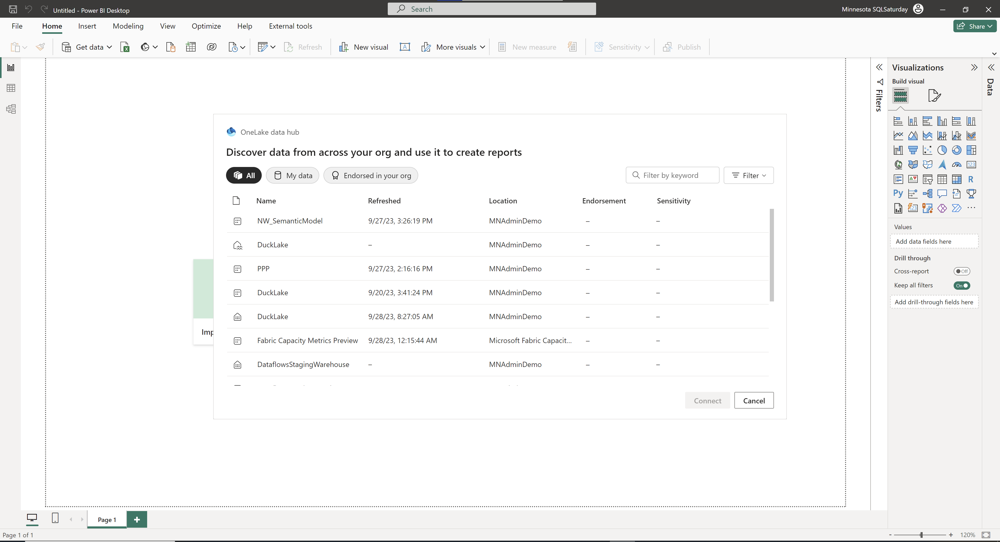 Untitled - Power BI Desktop
Search
Minnesota SQLSaturday
File Home Insert Modeling View Optimize Help External tools
Share
Get data Refresh New visual More visuals New measure Sensitivity Publish
Visualizations
Build visual
Filters
Data
OneLake data hub
Discover data from across your org and use it to create reports
All My data Endorsed in your org Filter by keyword Filter
Name Refreshed Location Endorsement Sensitivity
NW_SemanticModel 9/27/23, 3:26:19 PM MNAdminDemo – –
DuckLake – MNAdminDemo – –
PPP 9/27/23, 2:16:16 PM MNAdminDemo – –
DuckLake 9/20/23, 3:41:24 PM MNAdminDemo – –
DuckLake 9/28/23, 8:27:05 AM MNAdminDemo – –
Imp
Fabric Capacity Metrics Preview 9/28/23, 12:15:44 AM Microsoft Fabric Capacit... – –
DataflowsStagingWarehouse – MNAdminDemo – –
Connect Cancel
123
R
Py
123
Values
Add data fields here
Drill through
Cross-report Off
Keep all filters On
Add drill-through fields here
Page 1
Page 1 of 1
- + 120%